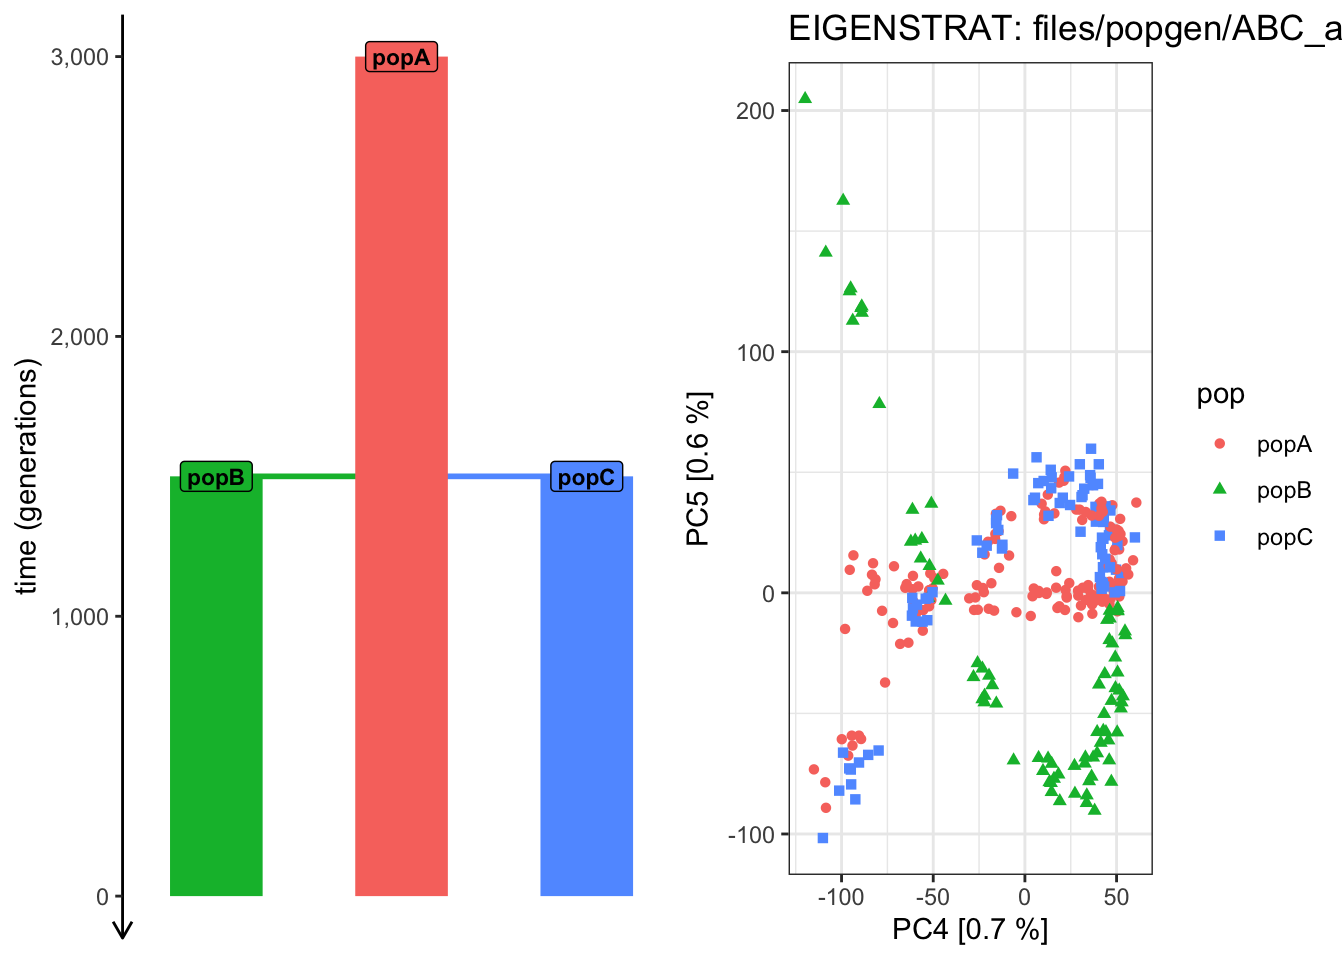 time (generations)
3,000
2,000
1,000
0
popA
popB
popC
EIGENSTRAT: files/popgen/ABC_a
PC5 [0.6 %]
200
100
0
-100
-100
-50
0
50
PC4 [0.7 %]
pop
popA
popB
popC